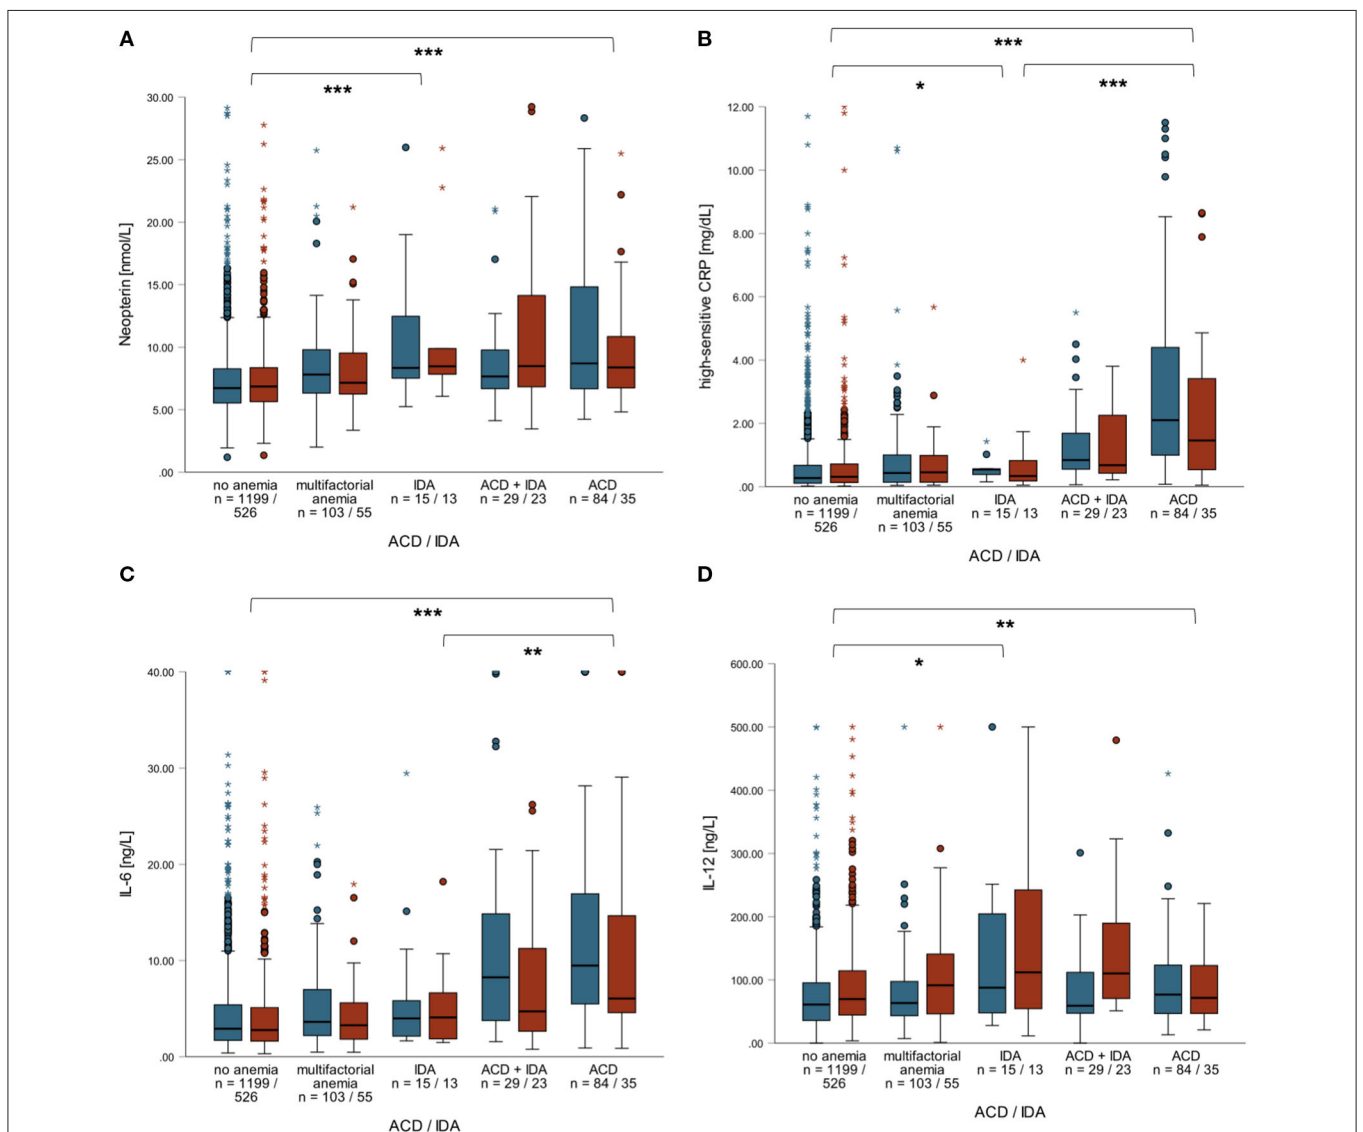 A
***
***
30.00
25.00
20.00
15.00
10.00
5.00
.00
Neopterin [nmol/L]
no anemia
n = 1199 /
526
multifactorial
anemia
n = 103 / 55
IDA
n = 15 / 13
ACD + IDA
n = 29 / 23
ACD
n = 84 / 35
ACD / IDA
B
***
*
***
12.00
10.00
8.00
6.00
4.00
2.00
.00
high-sensitive CRP [mg/dL]
no anemia
n = 1199 /
526
multifactorial
anemia
n = 103 / 55
IDA
n = 15 / 13
ACD + IDA
n = 29 / 23
ACD
n = 84 / 35
ACD / IDA
C
***
**
40.00
30.00
20.00
10.00
.00
IL-6 [ng/L]
no anemia
n = 1199 /
526
multifactorial
anemia
n = 103 / 55
IDA
n = 15 / 13
ACD + IDA
n = 29 / 23
ACD
n = 84 / 35
ACD / IDA
D
**
*
600.00
500.00
400.00
300.00
200.00
100.00
.00
IL-12 [ng/L]
no anemia
n = 1199 /
526
multifactorial
anemia
n = 103 / 55
IDA
n = 15 / 13
ACD + IDA
n = 29 / 23
ACD
n = 84 / 35
ACD / IDA